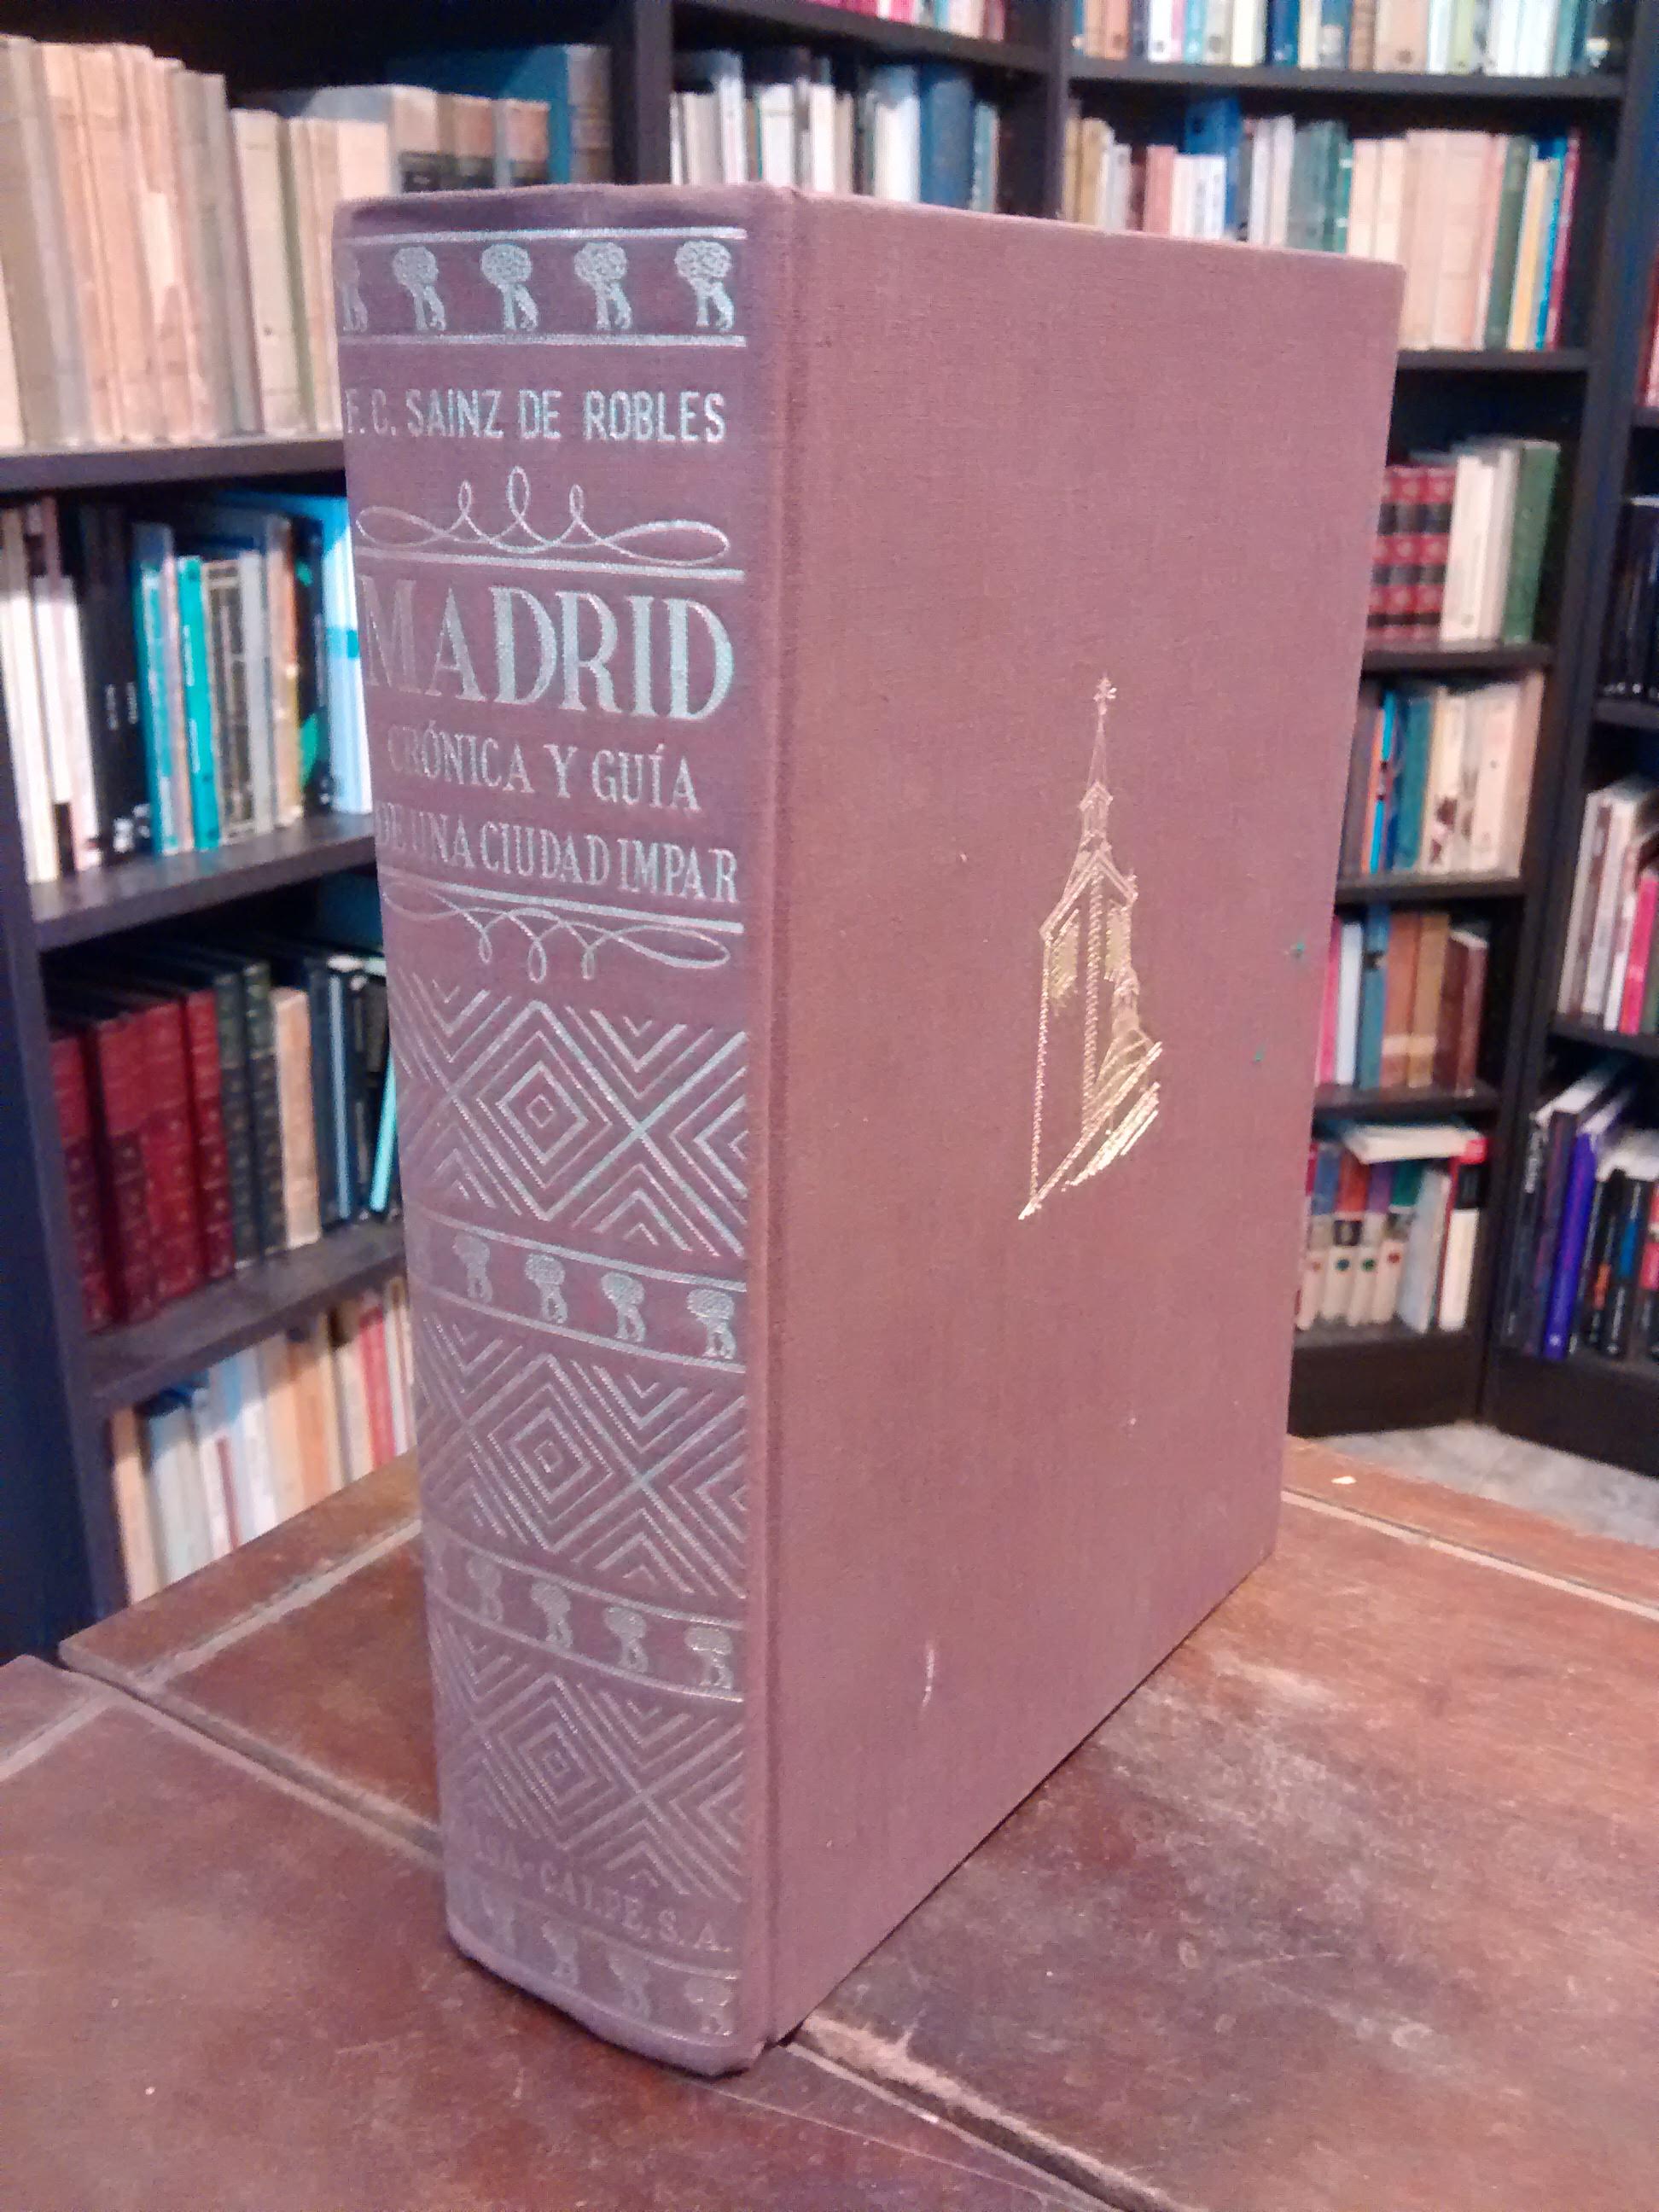 F. C. SAINZ DE ROBLES
MADRID
CRÓNICA Y GUÍA
DE UNA CIUDAD IMPAR
CALPE, S. A.